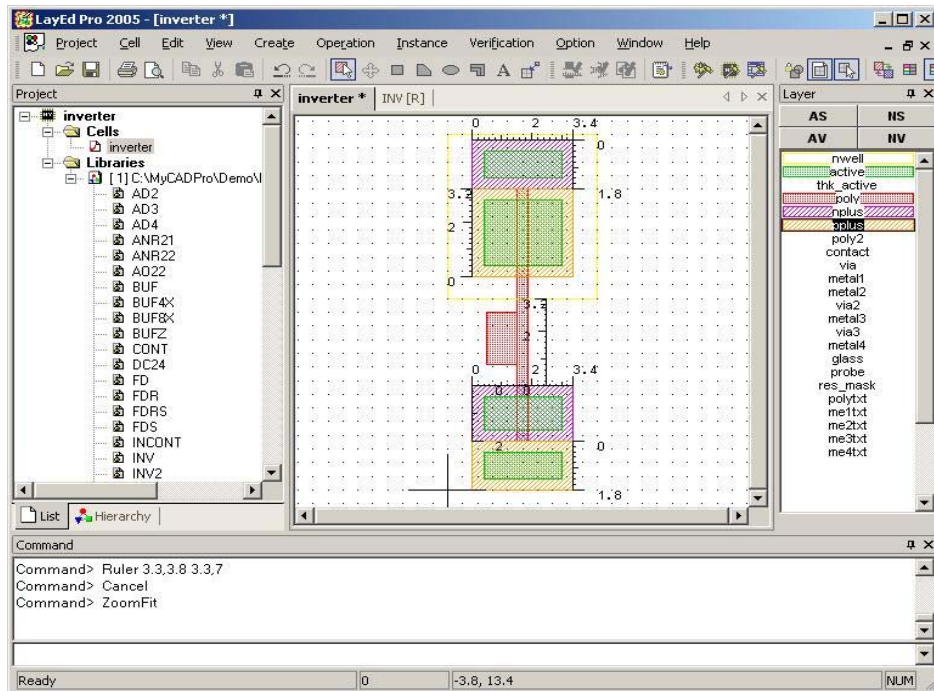 LayEd Pro 2005 - [inverter *]
Project Cell Edit View Create Operation Instance Verification Option Window Help
Project
inverter
Cells
inverter
Libraries
[1] C:\MyCADPro\Demo\I
AD2
AD3
AD4
ANR21
ANR22
AO22
BUF
BUF4X
BUF8X
BUFZ
CONT
DC24
FD
FDR
FDRS
FDS
INCONT
INV
INV2
List Hierarchy
inverter * INV [R]
0 2 3.4
0
3.2 1.8
2
0
3.2
2
0 2 3.4
0 0
2 0
1.8
Layer
AS NS
AV NV
nwell
active
thk_active
poly
nplus
pplus
poly2
contact
via
metal1
metal2
via2
metal3
via3
metal4
glass
probe
res_mask
polytxt
me1txt
me2txt
me3txt
me4txt
Command
Command> Ruler 3.3,3.8 3.3,7
Command> Cancel
Command> ZoomFit
Ready 0 -3.8, 13.4 NUM